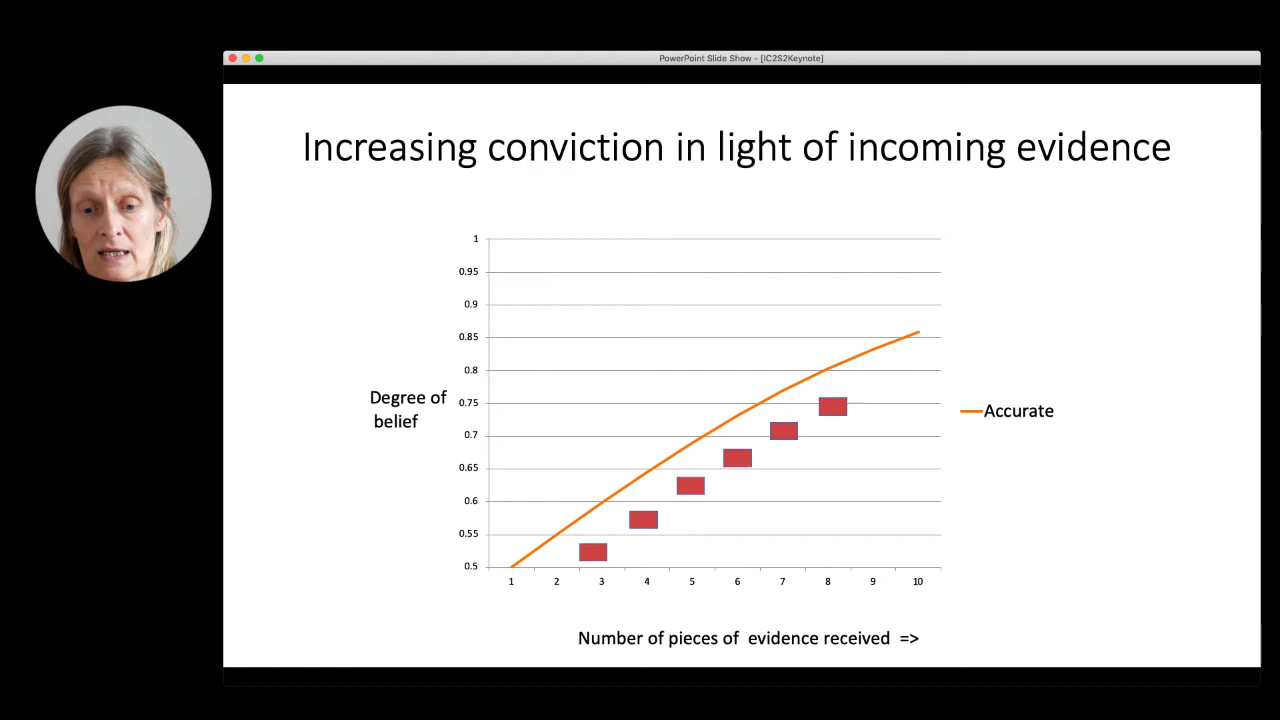 PowerPoint Slide Show - [IC2S2Keynote]
Increasing conviction in light of incoming evidence
1
0.95
0.9
0.85
0.8
0.75
0.7
0.65
0.6
0.55
0.5
Degree of
belief
Accurate
1 2 3 4 5 6 7 8 9 10
Number of pieces of evidence received =>